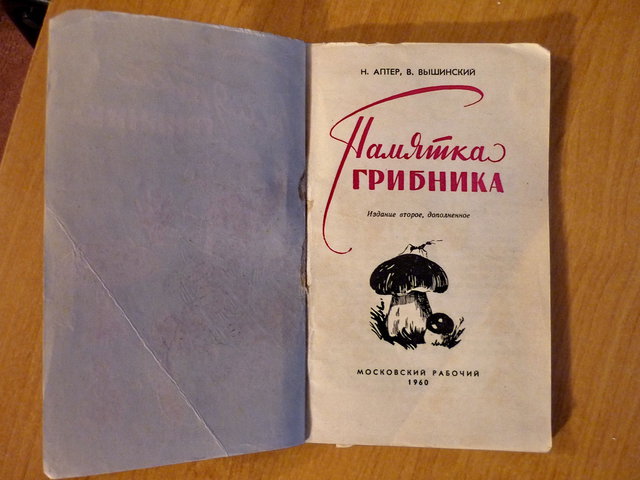 Н. АПТЕР, В. ВЫШИНСКИЙ
Памятка
ГРИБНИКА
Издание второе, дополненное
МОСКОВСКИЙ РАБОЧИЙ
1960